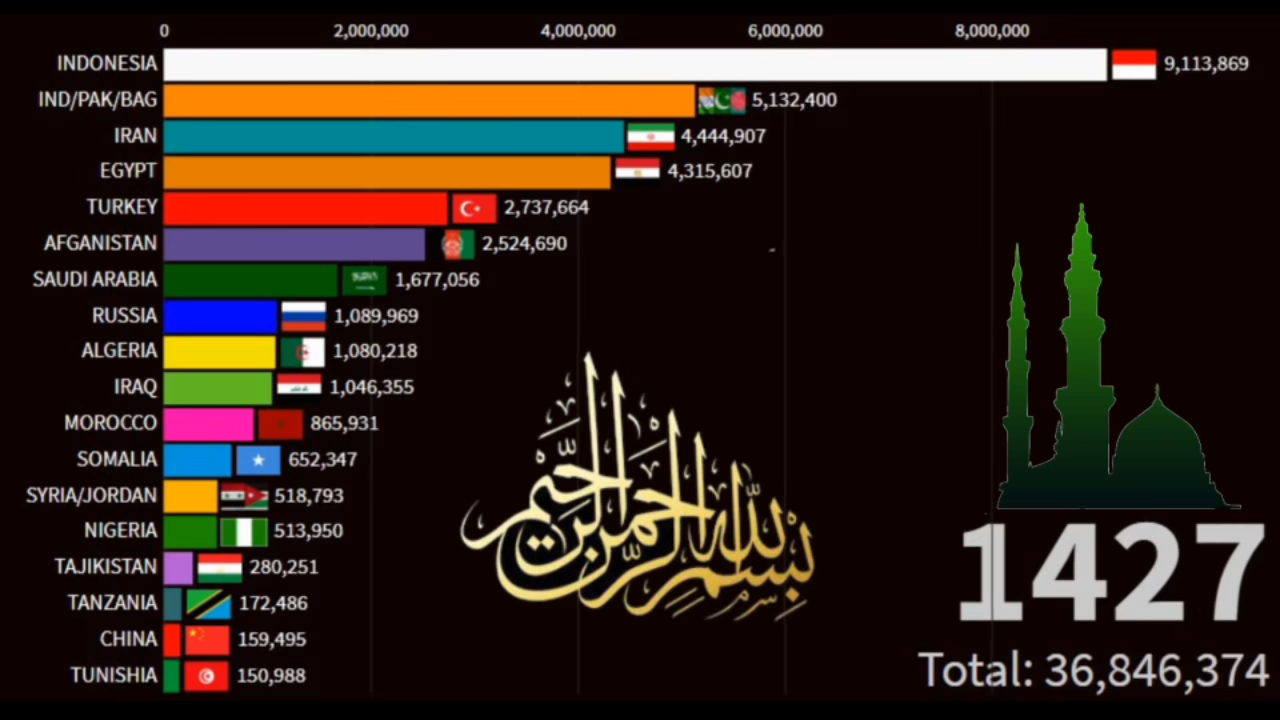 0 2,000,000 4,000,000 6,000,000 8,000,000
INDONESIA 9,113,869
IND/PAK/BAG 5,132,400
IRAN 4,444,907
EGYPT 4,315,607
TURKEY 2,737,664
AFGANISTAN 2,524,690
SAUDI ARABIA 1,677,056
RUSSIA 1,089,969
ALGERIA 1,080,218
IRAQ 1,046,355
MOROCCO 865,931
SOMALIA 652,347
SYRIA/JORDAN 518,793
NIGERIA 513,950
TAJIKISTAN 280,251
TANZANIA 172,486
CHINA 159,495
TUNISHIA 150,988
بسم الله الرحمن الرحيم
1427
Total: 36,846,374